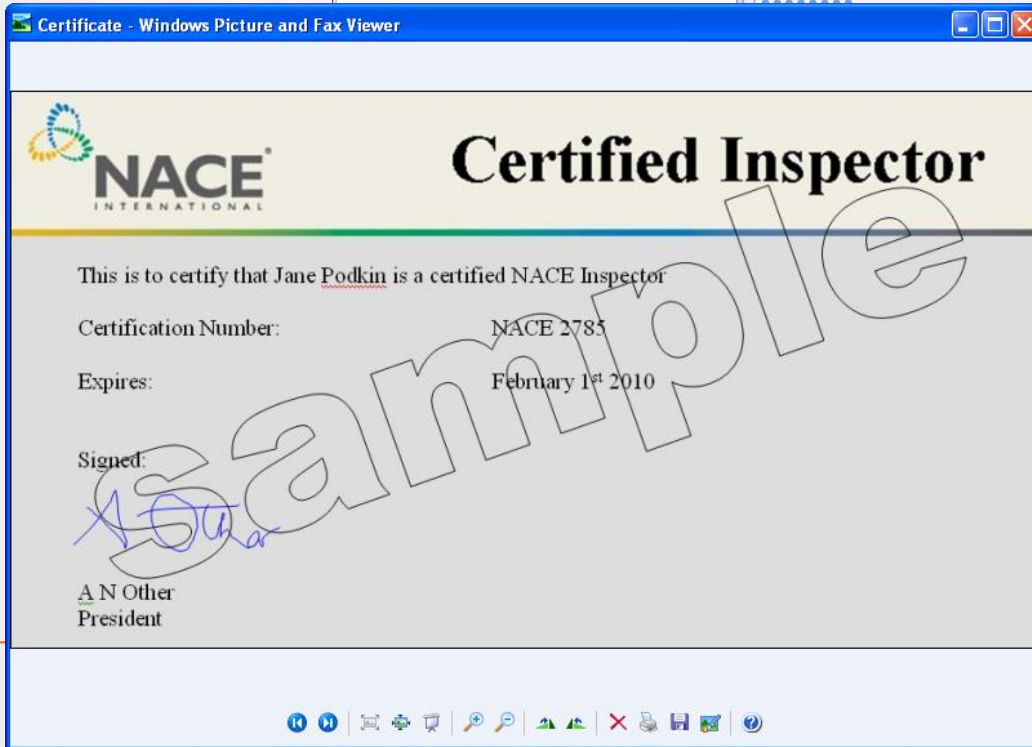 Certificate - Windows Picture and Fax Viewer
NACE®
INTERNATIONAL
Certified Inspector
This is to certify that Jane Podkin is a certified NACE Inspector
Certification Number: NACE 2785
Expires: February 1st 2010
Signed:
A Other
A N Other
President
sample